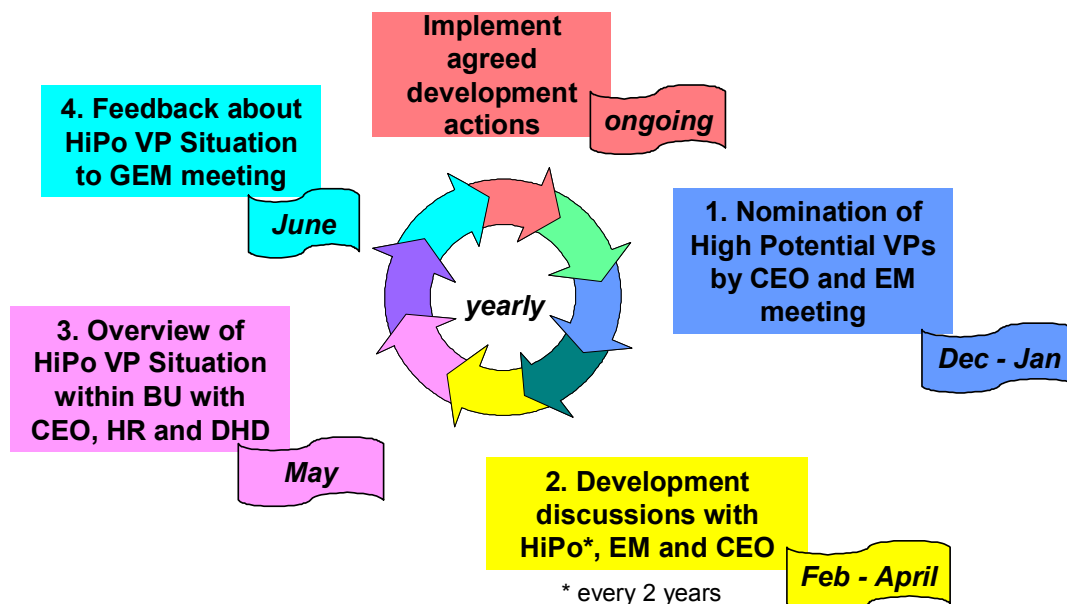 Implement
agreed
development
actions
ongoing
4. Feedback about
HiPo VP Situation
to GEM meeting
June
1. Nomination of
High Potential VPs
by CEO and EM
meeting
Dec - Jan
yearly
3. Overview of
HiPo VP Situation
within BU with
CEO, HR and DHD
May
2. Development
discussions with
HiPo*, EM and CEO
Feb - April
* every 2 years